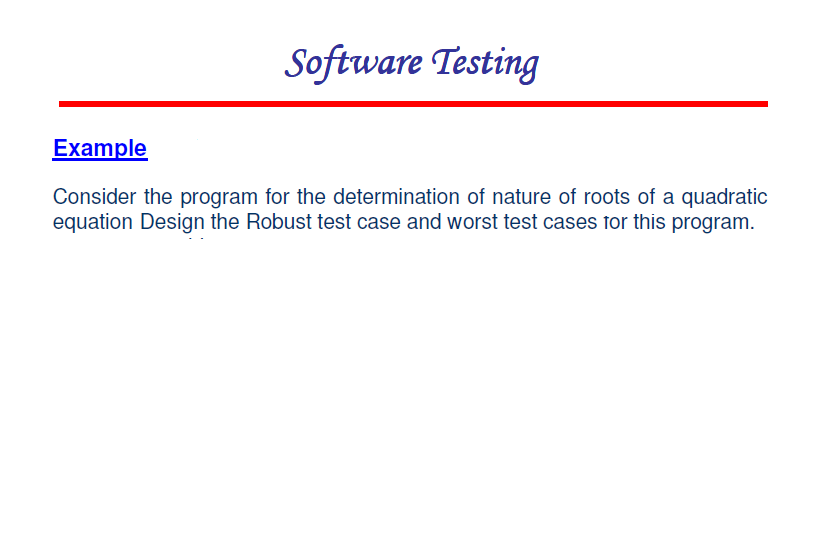 Software Testing
Example
Consider the program for the determination of nature of roots of a quadratic
equation Design the Robust test case and worst test cases for this program.